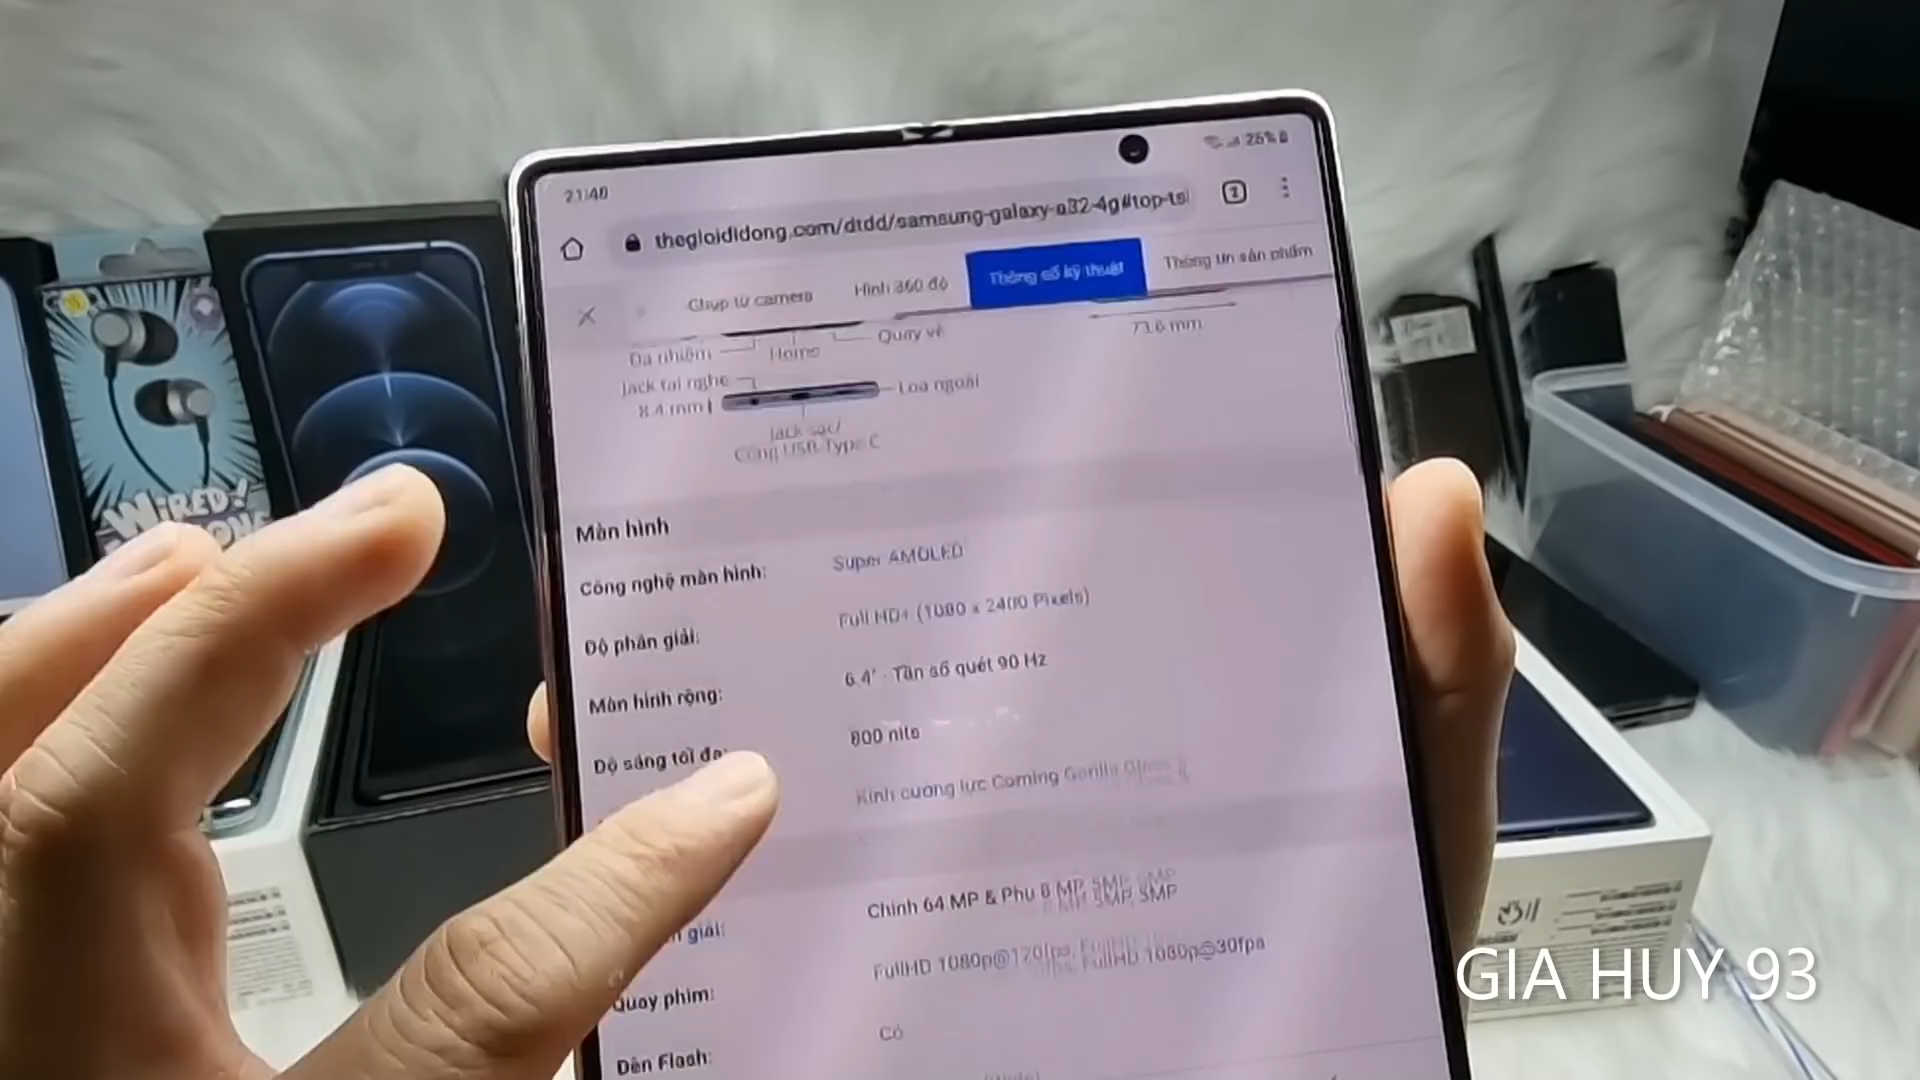 21:40
25%
thegioididong.com/dtdd/samsung-galaxy-a32-4g#top-ts
2
Chụp từ camera
Hình 360 độ
Thông số kỹ thuật
Thông tin sản phẩm
Đa nhiệm
Home
Quay về
73.6 mm
Jack tai nghe
8.4 mm
Loa ngoài
Jack sạc/
Cổng USB Type C
Màn hình
Công nghệ màn hình:
Super AMOLED
Độ phân giải:
Full HD+ (1080 x 2400 Pixels)
Màn hình rộng:
6.4" - Tần số quét 90 Hz
Độ sáng tối đa:
800 nits
Kính cường lực Corning Gorilla Glass 5
giải:
Chính 64 MP & Phụ 8 MP, 5MP, 5MP
Quay phim:
FullHD 1080p@120fps, FullHD 1080p@30fps
Đèn Flash:
Có
WIRED!
GIA HUY 93